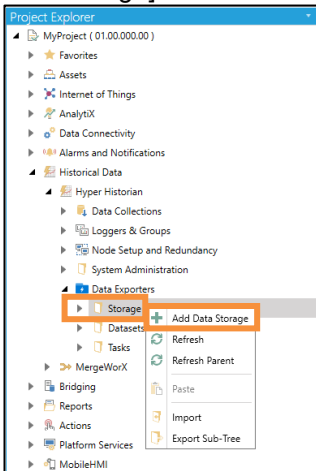 Project Explorer
MyProject ( 01.00.000.00 )
Favorites
Assets
Internet of Things
AnalytiX
Data Connectivity
Alarms and Notifications
Historical Data
Hyper Historian
Data Collections
Loggers & Groups
Node Setup and Redundancy
System Administration
Data Exporters
Storage
Add Data Storage
Datasets
Refresh
Tasks
Refresh Parent
MergeWorX
Bridging
Paste
Reports
Import
Actions
Export Sub-Tree
Platform Services
MobileHMI